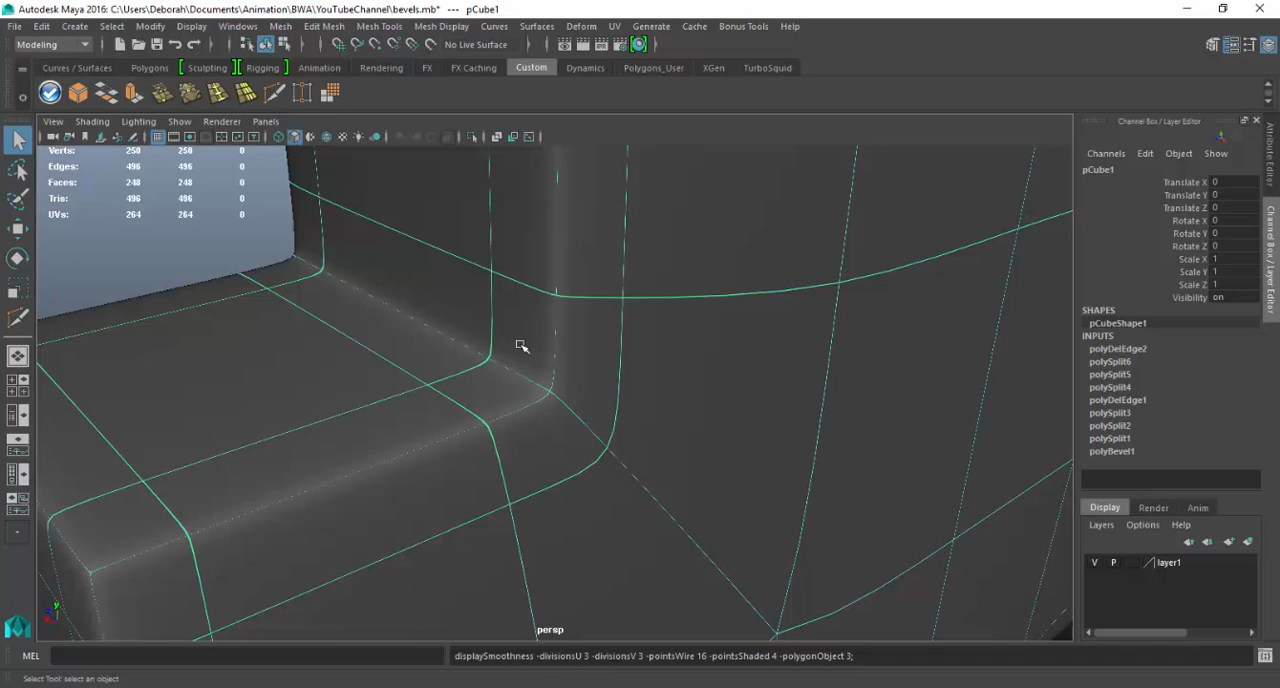 Autodesk Maya 2016: C:\Users\Deborah\Documents\Animation\BWA\YouTubeChannel\bevels.mb* --- pCube1
File Edit Create Select Modify Display Windows Mesh Edit Mesh Mesh Tools Mesh Display Curves Surfaces Deform UV Generate Cache Bonus Tools Help
Modeling No Live Surface
Curves / Surfaces Polygons Sculpting Rigging Animation Rendering FX FX Caching Custom Dynamics Polygons_User XGen TurboSquid
View Shading Lighting Show Renderer Panels
Channel Box / Layer Editor
Verts: 250 250 0
Edges: 496 496 0
Faces: 248 248 0
Tris: 496 496 0
UVs: 264 264 0
Channels Edit Object Show
pCube1
Translate X 0
Translate Y 0
Translate Z 0
Rotate X 0
Rotate Y 0
Rotate Z 0
Scale X 1
Scale Y 1
Scale Z 1
Visibility on
SHAPES
pCubeShape1
INPUTS
polyDelEdge2
polySplit6
polySplit5
polySplit4
polyDelEdge1
polySplit3
polySplit2
polySplit1
polyBevel1
Display Render Anim
Layers Options Help
V P layer1
Attribute Editor
Channel Box / Layer Editor
y
persp
MEL displaySmoothness -divisionsU 3 -divisionsV 3 -pointsWire 16 -pointsShaded 4 -polygonObject 3;
Select Tool: select an object